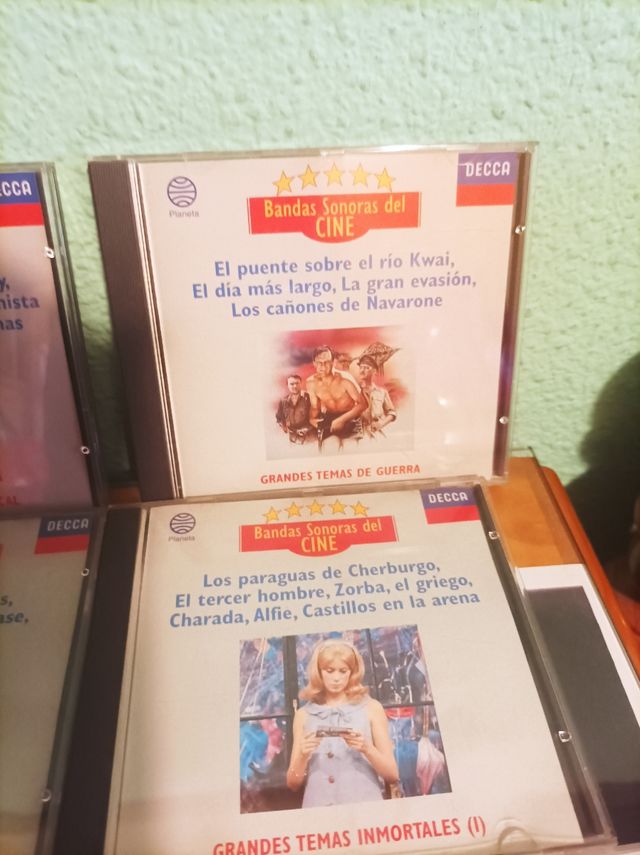 Planeta
Bandas Sonoras del
CINE
DECCA
El puente sobre el río Kwai,
El día más largo, La gran evasión,
Los cañones de Navarone
GRANDES TEMAS DE GUERRA
Planeta
Bandas Sonoras del
CINE
DECCA
Los paraguas de Cherburgo,
El tercer hombre, Zorba, el griego,
Charada, Alfie, Castillos en la arena
GRANDES TEMAS INMORTALES (I)
DECCA